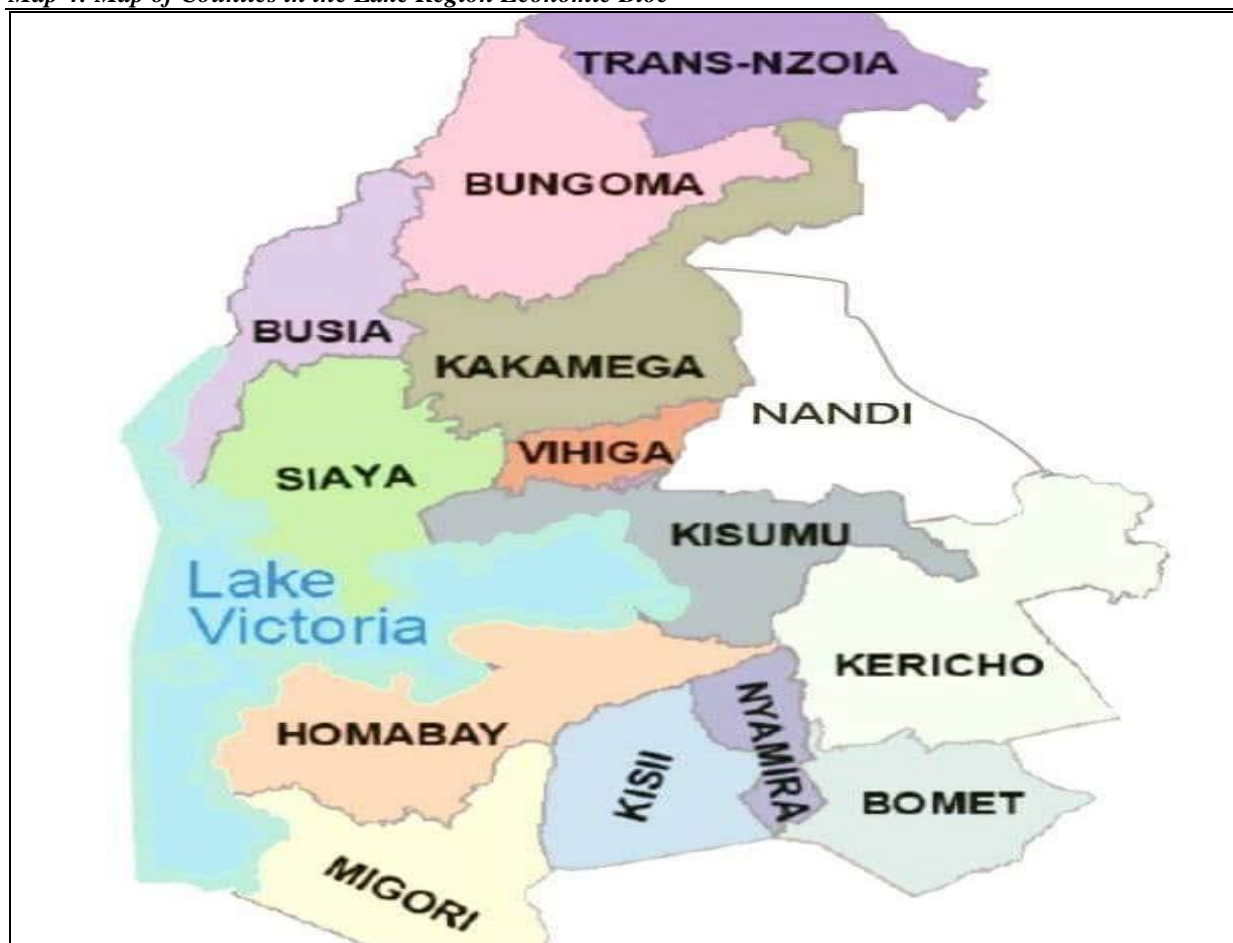 Map 4: Map of Counties in the Lake Region Economic Bloc
TRANS-NZOIA
BUNGOMA
BUSIA
KAKAMEGA
NANDI
VIHIGA
SIAYA
KISUMU
Lake
Victoria
KERICHO
NYAMIRA
HOMABAY
KISII
BOMET
MIGORI